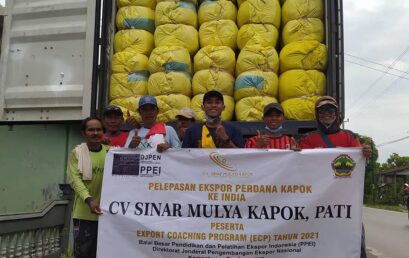 DJPEN
PPEI
PELEPASAN EKSPOR PERDANA KAPOK
KE INDIA
CV SINAR MULYA KAPOK, PATI
PESERTA
EXPORT COACHING PROGRAM (ECP) TAHUN 2021
Balai Besar Pendidikan dan Pelatihan Ekspor Indonesia (PPEI)
Direktorat Jenderal Pengembangan Ekspor Nasional